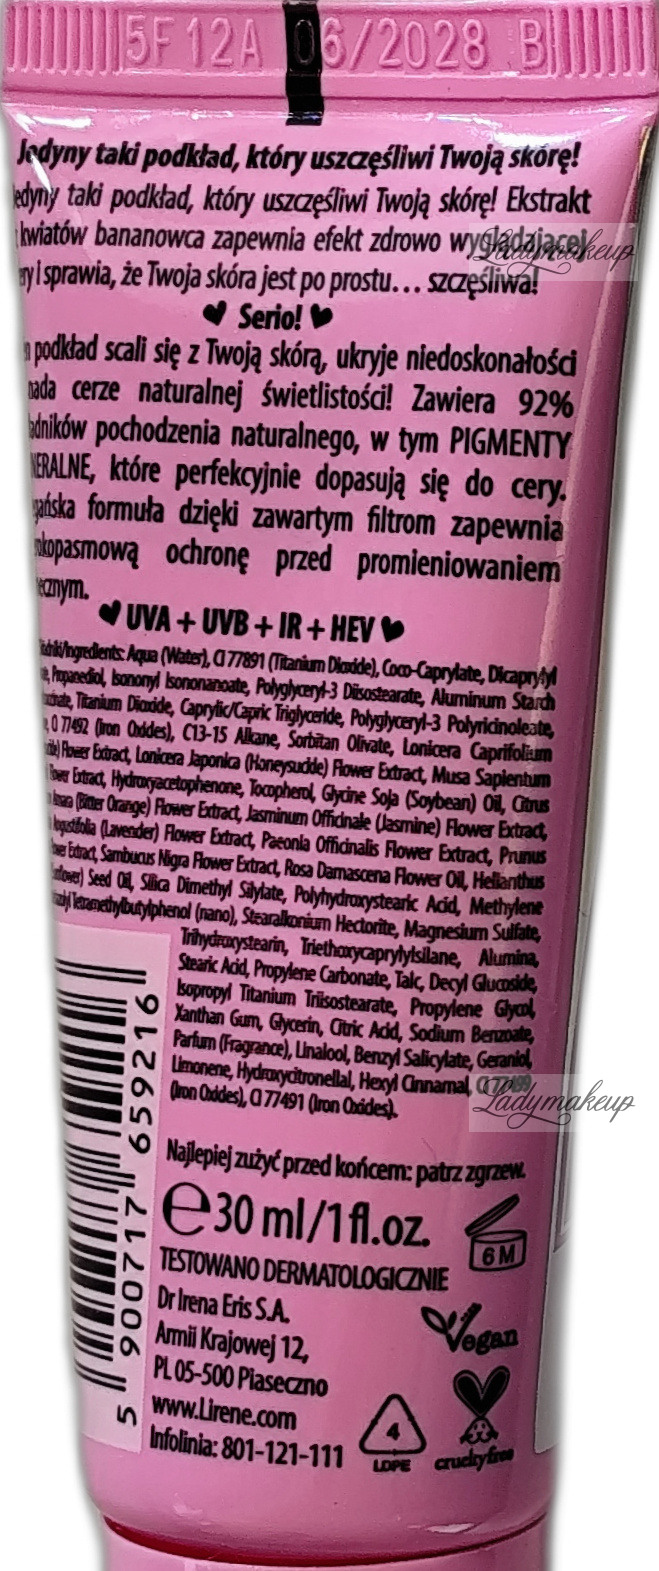 5F 12A 06/2028 B
Jedyny taki podkład, który uszczęśliwi Twoją skórę!
edyny taki podkład, który uszczęśliwi Twoją skórę! Ekstrakt
kwiatów bananowca zapewnia efekt zdrowo wyglądającej
ry i sprawia, że Twoja skóra jest po prostu... szczęśliwa!
Ladymakeup
Serio!
podkład scali się z Twoją skórą, ukryje niedoskonałości
nada cerze naturalnej świetlistości! Zawiera 92%
adników pochodzenia naturalnego, w tym PIGMENTY
NERALNE, które perfekcyjnie dopasują się do cery.
gańska formuła dzięki zawartym filtrom zapewnia
okopasmową ochronę przed promieniowaniem
ecznym.
UVA + UVB + IR + HEV
adniki/Ingredients: Aqua (Water), CI 77891 (Titanium Dioxide), Coco-Caprylate, Dicaprylyl
Propanediol, Isononyl Isononanoate, Polyglyceryl-3 Diisostearate, Aluminum Starch
Titanium Dioxide, Caprylic/Capric Triglyceride, Polyglyceryl-3 Polyricinoleate,
CI 77492 (Iron Oxides), C13-15 Alkane, Sorbitan Olivate, Lonicera Caprifolium
Flower Extract, Lonicera Japonica (Honeysuckle) Flower Extract, Musa Sapientum
Flower Extract, Hydroxyacetophenone, Tocopherol, Glycine Soja (Soybean) Oil, Citrus
Amara (Bitter Orange) Flower Extract, Jasminum Officinale (Jasmine) Flower Extract,
Angustifolia (Lavender) Flower Extract, Paeonia Officinalis Flower Extract, Prunus
Extract, Sambucus Nigra Flower Extract, Rosa Damascena Flower Oil, Helianthus
Seed Oil, Silica Dimethyl Silylate, Polyhydroxystearic Acid, Methylene
Tetramethylbutylphenol (nano), Stearalkonium Hectorite, Magnesium Sulfate,
Trihydroxystearin, Triethoxycaprylylsilane, Alumina,
Stearic Acid, Propylene Carbonate, Talc, Decyl Glucoside,
Isopropyl Titanium Triisostearate, Propylene Glycol,
Xanthan Gum, Glycerin, Citric Acid, Sodium Benzoate,
Parfum (Fragrance), Linalool, Benzyl Salicylate, Geraniol,
Limonene, Hydroxycitronellal, Hexyl Cinnamal, CI 77499
(Iron Oxides), CI 77491 (Iron Oxides).
Ladymakeup
Najlepiej zużyć przed końcem: patrz zgrzew.
e 30 ml/1fl.oz.
6 M
TESTOWANO DERMATOLOGICZNIE
Dr Irena Eris S.A.
Armii Krajowej 12,
PL 05-500 Piaseczno
www.Lirene.com
Infolinia: 801-121-111
Vegan
4
LDPE
crueltyfree
5 900717 659216